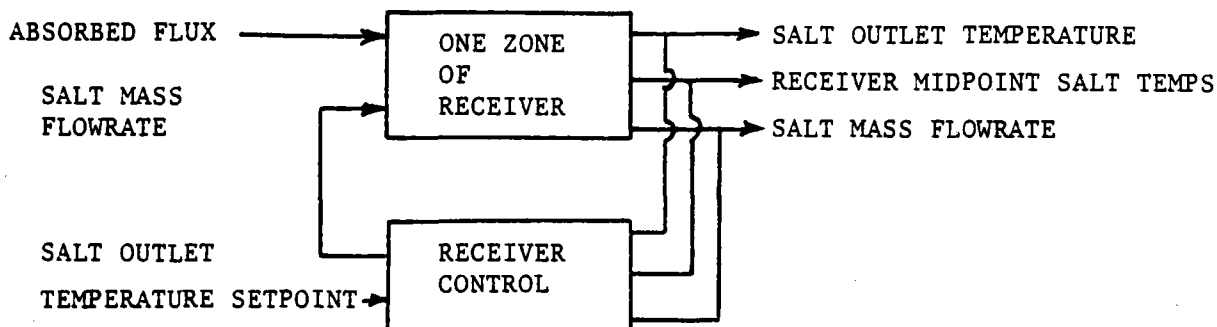 ABSORBED FLUX
SALT MASS
FLOWRATE
ONE ZONE
OF
RECEIVER
SALT OUTLET TEMPERATURE
RECEIVER MIDPOINT SALT TEMPS
SALT MASS FLOWRATE
SALT OUTLET
TEMPERATURE SETPOINT
RECEIVER
CONTROL